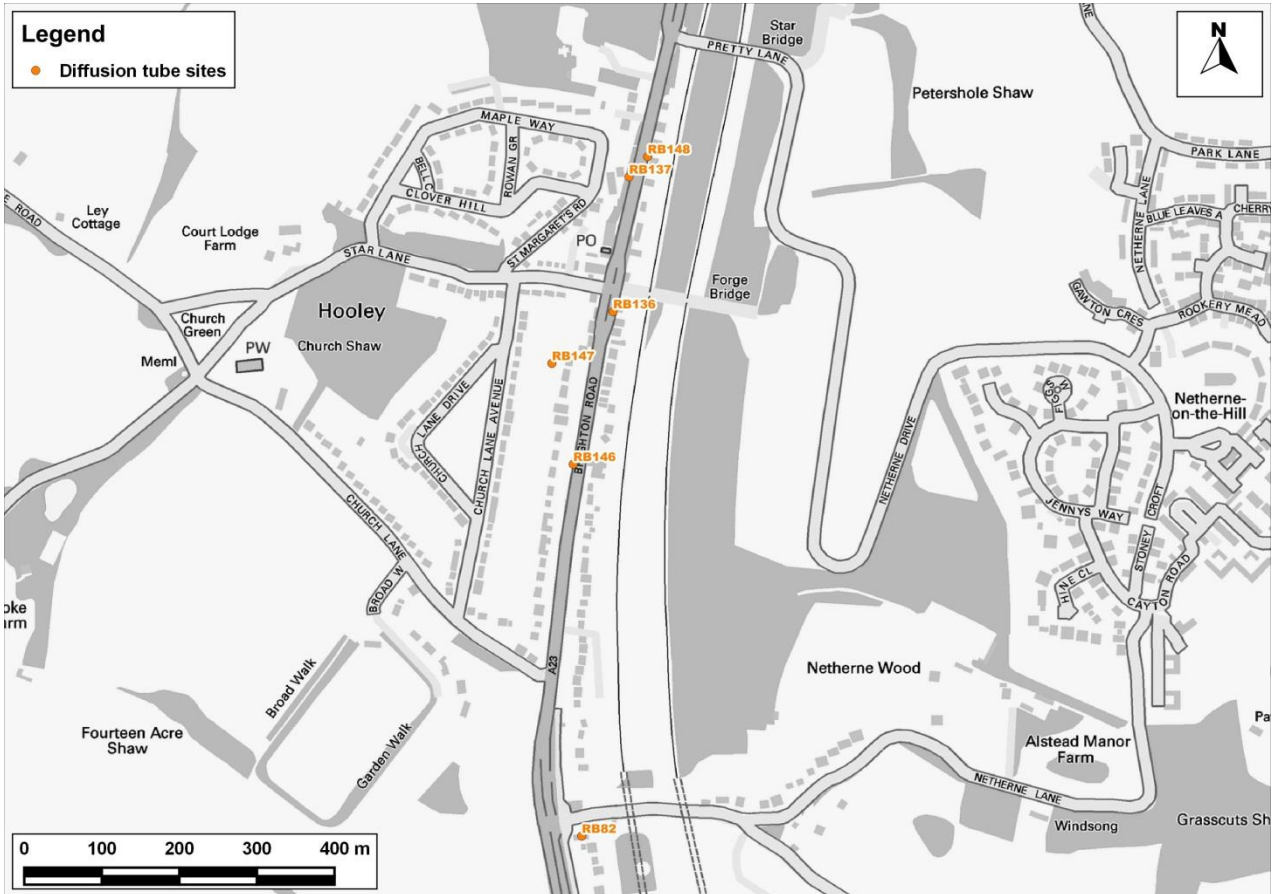 Legend
Diffusion tube sites
N
Star
Bridge
PRETTY LANE
Petershole Shaw
MAPLE WAY
ROWAN GR
BELL C
CLOVER HILL
RB148
RB137
PARK LANE
NETHERNE LANE
BLUE LEAVES A
CHERRY
Ley
Cottage
E ROAD
Court Lodge
Farm
ST MARGARET'S RD
PO
STAR LANE
Forge
Bridge
GAWTON CRES
ROOKERY MEAD
Hooley
Church Shaw
Church
Green
RB136
PW
Meml
RB147
CHURCH LANE DRIVE
CHURCH LANE AVENUE
BRIGHTON ROAD
RB146
FIGGS W
Netherne-
on-the-Hill
NETHERNE DRIVE
JENNYS WAY
STONEY CROFT
CHURCH LANE
BROAD W
HINE CL
CAYTON ROAD
oke
arm
A23
Netherne Wood
Broad Walk
Garden Walk
Fourteen Acre
Shaw
Alstead Manor
Farm
Pa
NETHERNE LANE
Windsong
Grasscuts Sh
RB82
0 100 200 300 400 m